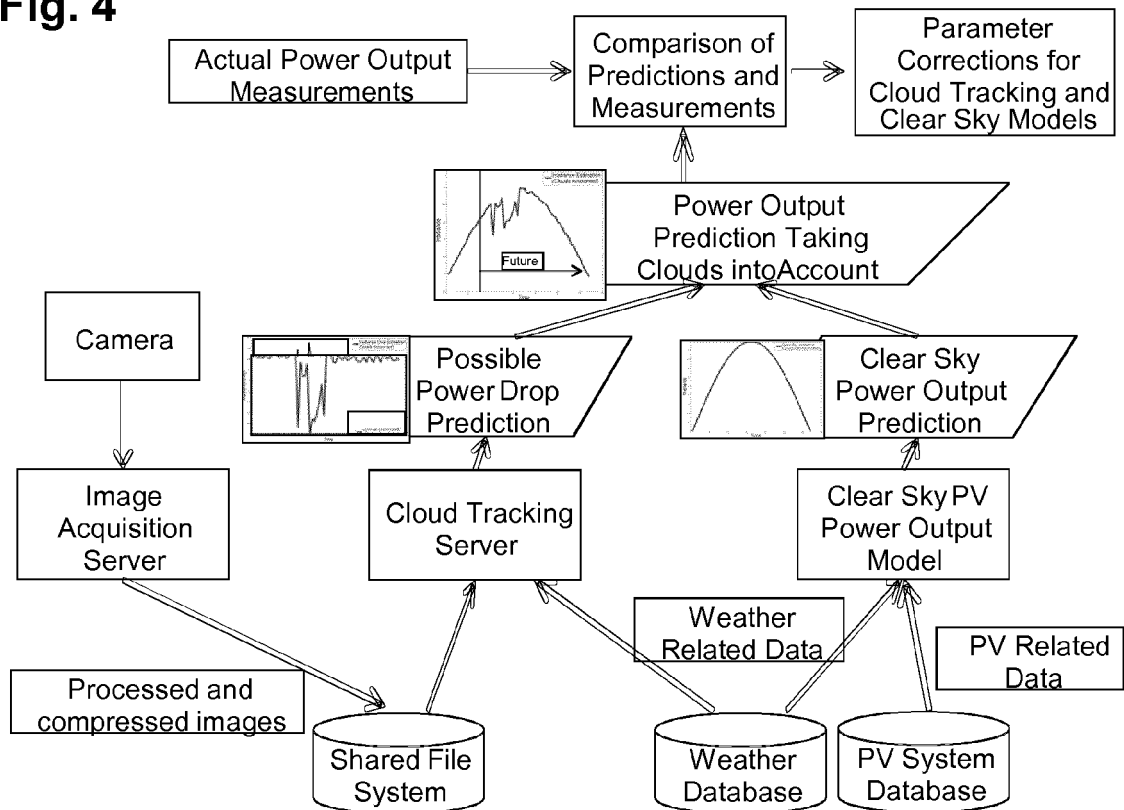 Fig. 4
Actual Power Output
Measurements
Comparison of
Predictions and
Measurements
Parameter
Corrections for
Cloud Tracking and
Clear Sky Models
Future
Power Output
Prediction Taking
Clouds into Account
Camera
Possible
Power Drop
Prediction
Clear Sky
Power Output
Prediction
Image
Acquisition
Server
Cloud Tracking
Server
Clear Sky PV
Power Output
Model
Weather
Related Data
PV Related
Data
Processed and
compressed images
Shared File
System
Weather
Database
PV System
Database